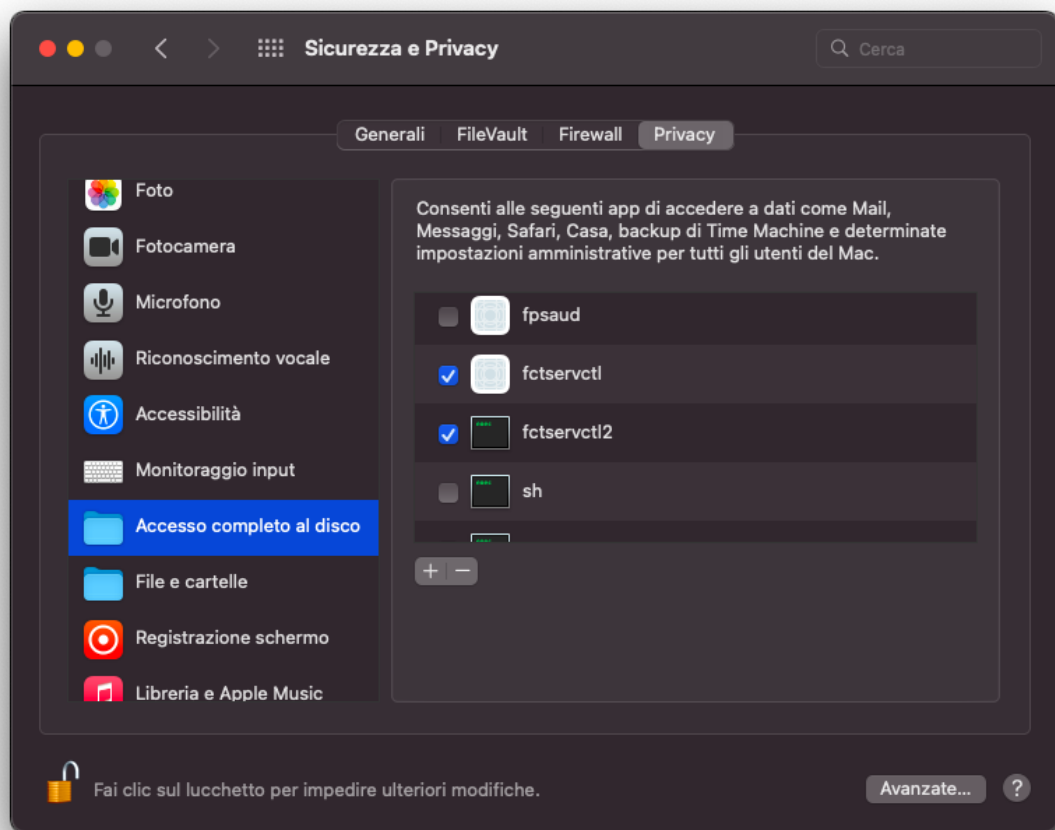 Sicurezza e Privacy
Cerca
Generali
FileVault
Firewall
Privacy
Foto
Fotocamera
Microfono
Riconoscimento vocale
Accessibilità
Monitoraggio input
Accesso completo al disco
File e cartelle
Registrazione schermo
Libreria e Apple Music
Consenti alle seguenti app di accedere a dati come Mail,
Messaggi, Safari, Casa, backup di Time Machine e determinate
impostazioni amministrative per tutti gli utenti del Mac.
fpsaud
fctservctl
fctservctl2
sh
Fai clic sul lucchetto per impedire ulteriori modifiche.
Avanzate...
?